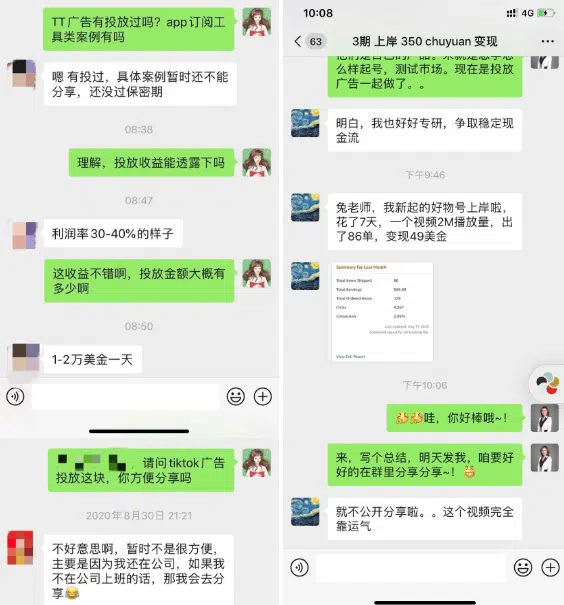 TT广告有投放过吗？app订阅工
具类案例有吗
嗯 有投过，具体案例暂时还不能
分享，还没过保密期
08:38
理解，投放收益能透露下吗
08:47
利润率30-40%的样子
这收益不错啊，投放金额大概有
多少啊
08:50
1-2万美金一天
，请问tiktok广告
投放这块，你方便分享吗
2020年8月30日 21:21
不好意思啊，暂时不是很方便，
主要是因为我还在公司，如果我
不在公司上班的话，那我会去分
享
10:08
4G
63
3期 上岸 350 chuyuan 变现
么样起号，测试市场。现在是投放
广告一起做了。。
明白，我也好好专研，争取稳定现
金流
下午9:46
兔老师，我新起的好物号上岸啦，
花了7天，一个视频2M播放量，出
了86单，变现49美金
Summary for Last Month
Total Items Shipped 86
Total Earnings
Total Ordered Items
Clicks
Conversion
View Full Report
下午10:06
哇，你好棒哦~！
来，写个总结，明天发我，咱要好
好的在群里分享分享~！
就不公开分享啦。。这个视频完全
靠运气